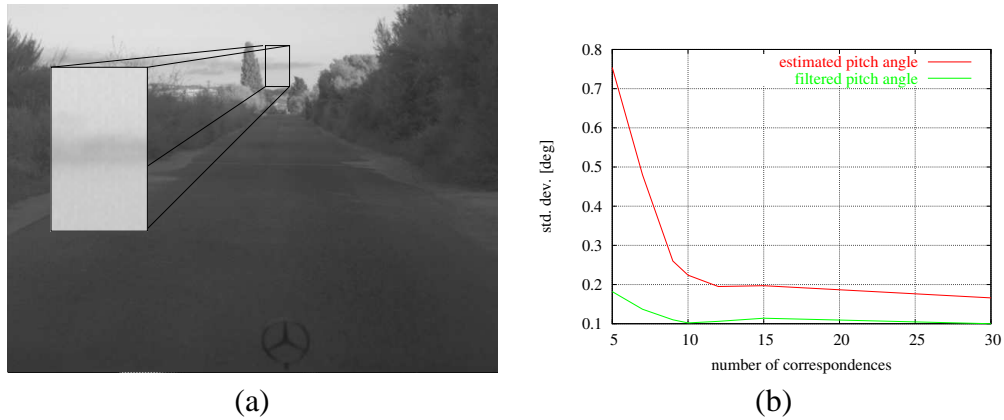 0.8
0.7
0.6
0.5
0.4
0.3
0.2
0.1
5 10 15 20 25 30
std. dev. [deg]
number of correspondences
estimated pitch angle
filtered pitch angle
(a)
(b)